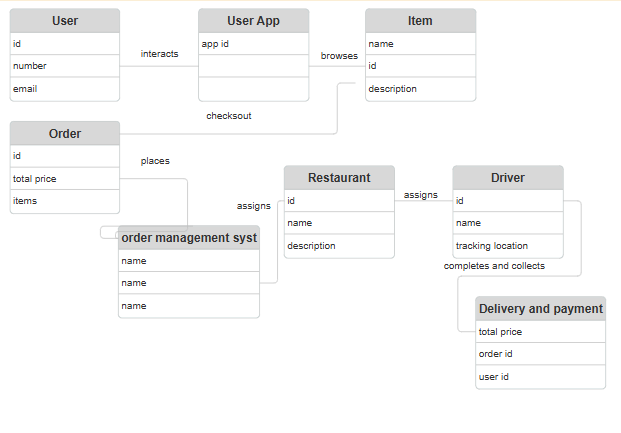 User
id
number
email
interacts
User App
app id
browses
Item
name
id
description
checksout
Order
id
total price
items
places
order management syst
name
name
name
assigns
Restaurant
id
name
description
assigns
Driver
id
name
tracking location
completes and collects
Delivery and payment
total price
order id
user id